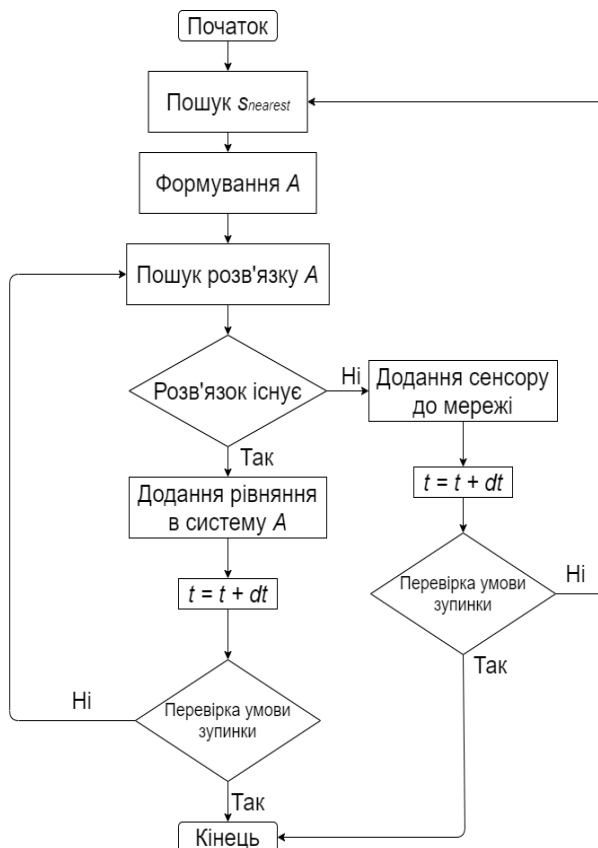 Початок
Пошук snearest
Формування A
Пошук розв'язку A
Розв'язок існує
Ні
Додання сенсору
до мережі
Так
Додання рівняння
в систему A
t = t + dt
t = t + dt
Перевірка умови
зупинки
Ні
Так
Ні
Перевірка умови
зупинки
Так
Кінець